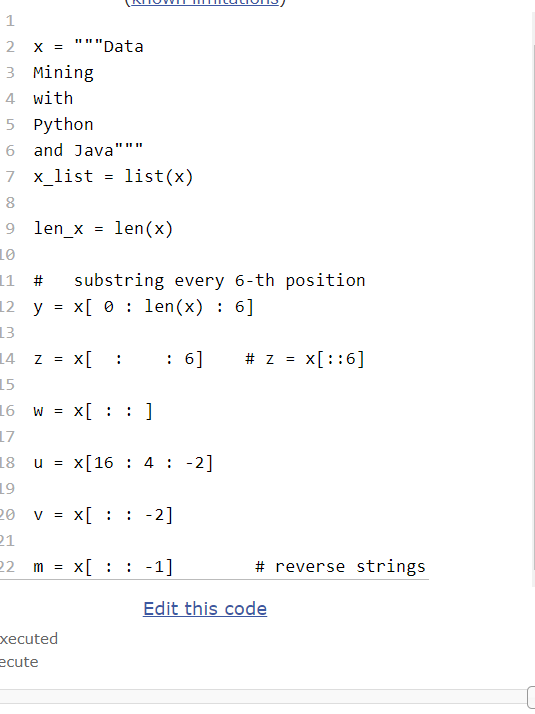 (known limitations)
1
2 x = """Data
3 Mining
4 with
5 Python
6 and Java"""
7 x_list = list(x)
8
9 len_x = len(x)
10
11 #   substring every 6-th position
12 y = x[ 0 : len(x) : 6]
13
14 z = x[  :    : 6]    # z = x[::6]
15
16 w = x[ : : ]
17
18 u = x[16 : 4 : -2]
19
20 v = x[ : : -2]
21
22 m = x[ : : -1]        # reverse strings
Edit this code
xecuted
ecute